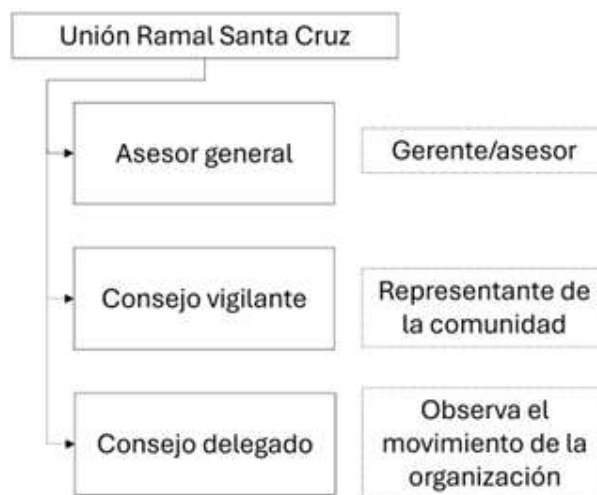 Unión Ramal Santa Cruz
Asesor general
Gerente/asesor
Consejo vigilante
Representante de
la comunidad
Consejo delegado
Observa el
movimiento de la
organización